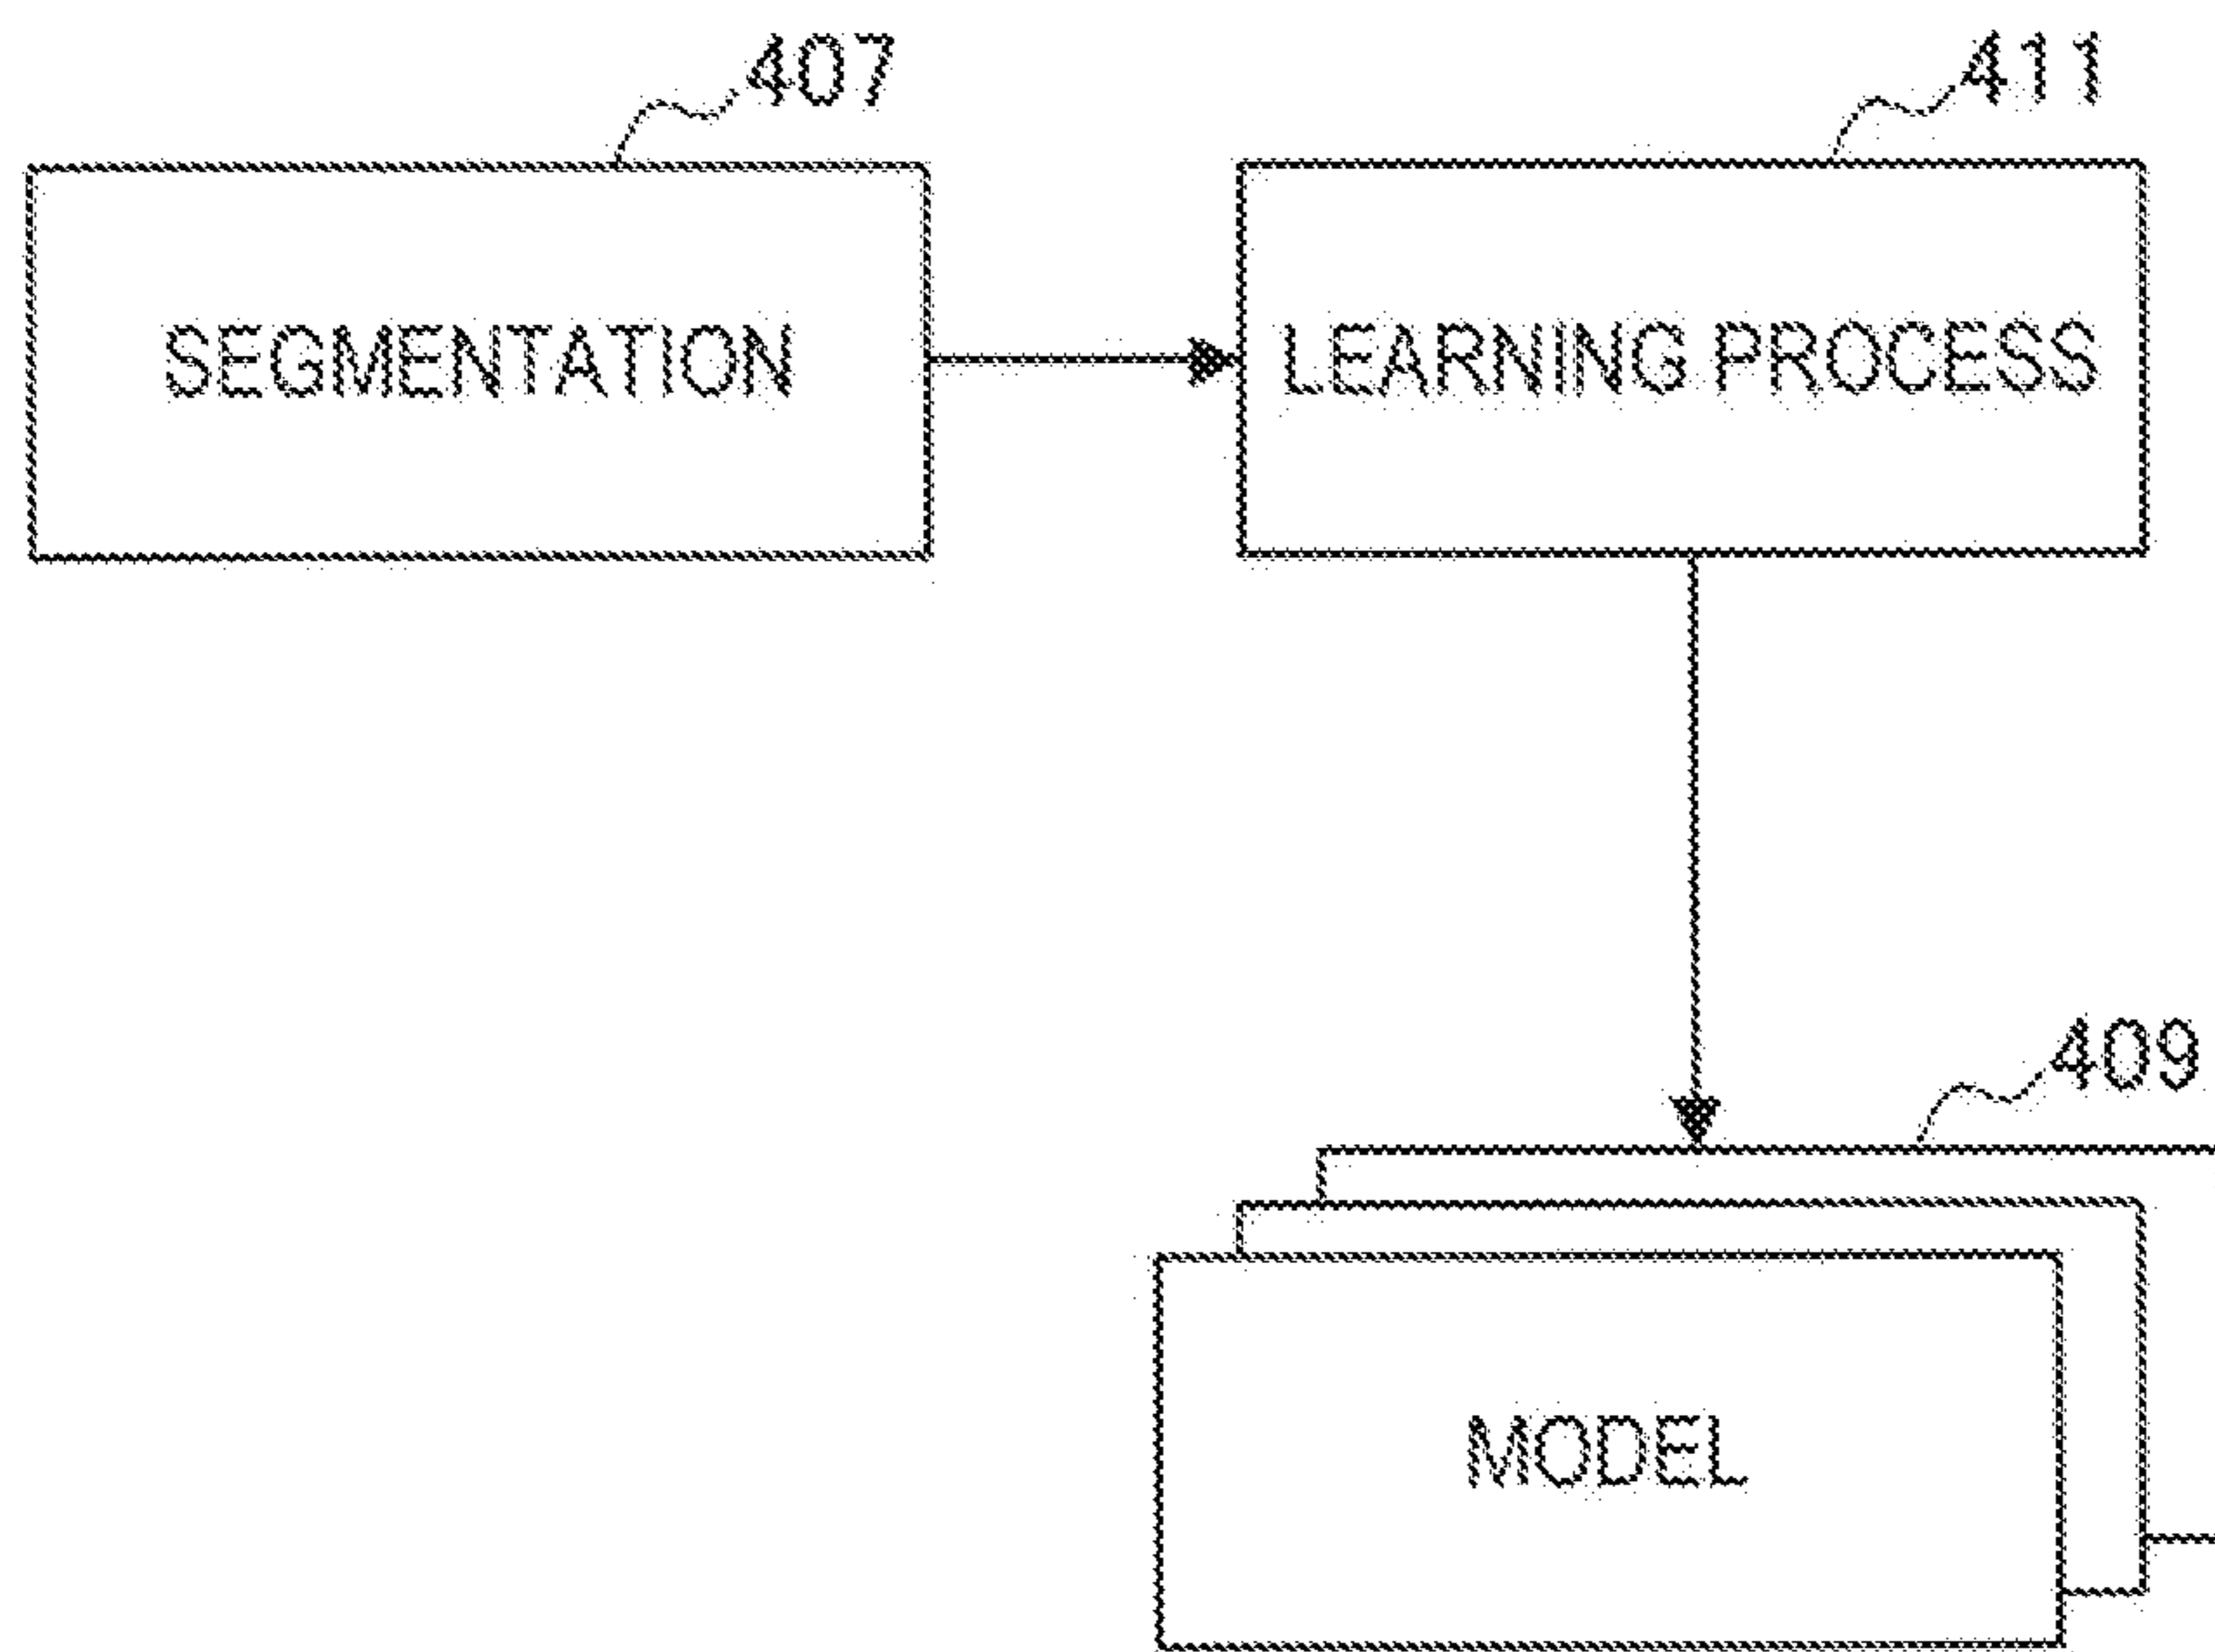 407
411
SEGMENTATION
LEARNING PROCESS
409
MODEL